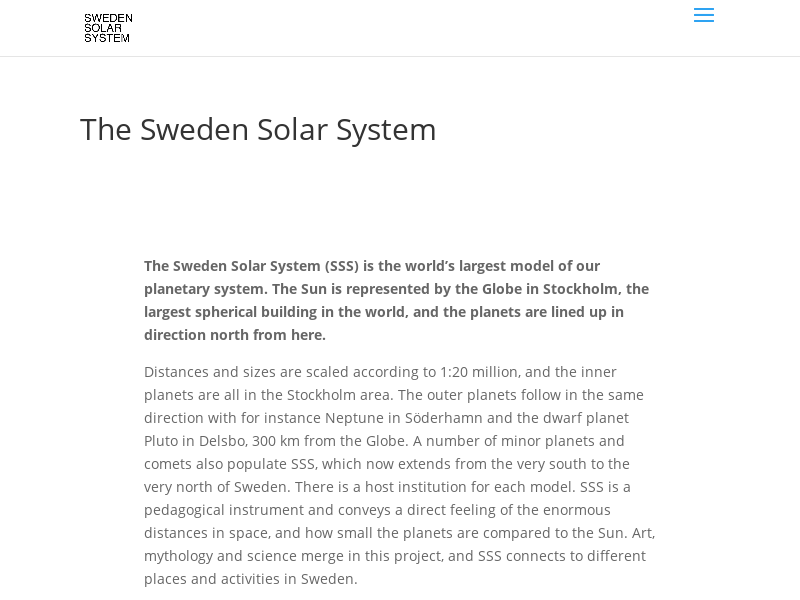 SWEDEN
SOLAR
SYSTEM
The Sweden Solar System
The Sweden Solar System (SSS) is the world’s largest model of our
planetary system. The Sun is represented by the Globe in Stockholm, the
largest spherical building in the world, and the planets are lined up in
direction north from here.
Distances and sizes are scaled according to 1:20 million, and the inner
planets are all in the Stockholm area. The outer planets follow in the same
direction with for instance Neptune in Söderhamn and the dwarf planet
Pluto in Delsbo, 300 km from the Globe. A number of minor planets and
comets also populate SSS, which now extends from the very south to the
very north of Sweden. There is a host institution for each model. SSS is a
pedagogical instrument and conveys a direct feeling of the enormous
distances in space, and how small the planets are compared to the Sun. Art,
mythology and science merge in this project, and SSS connects to different
places and activities in Sweden.